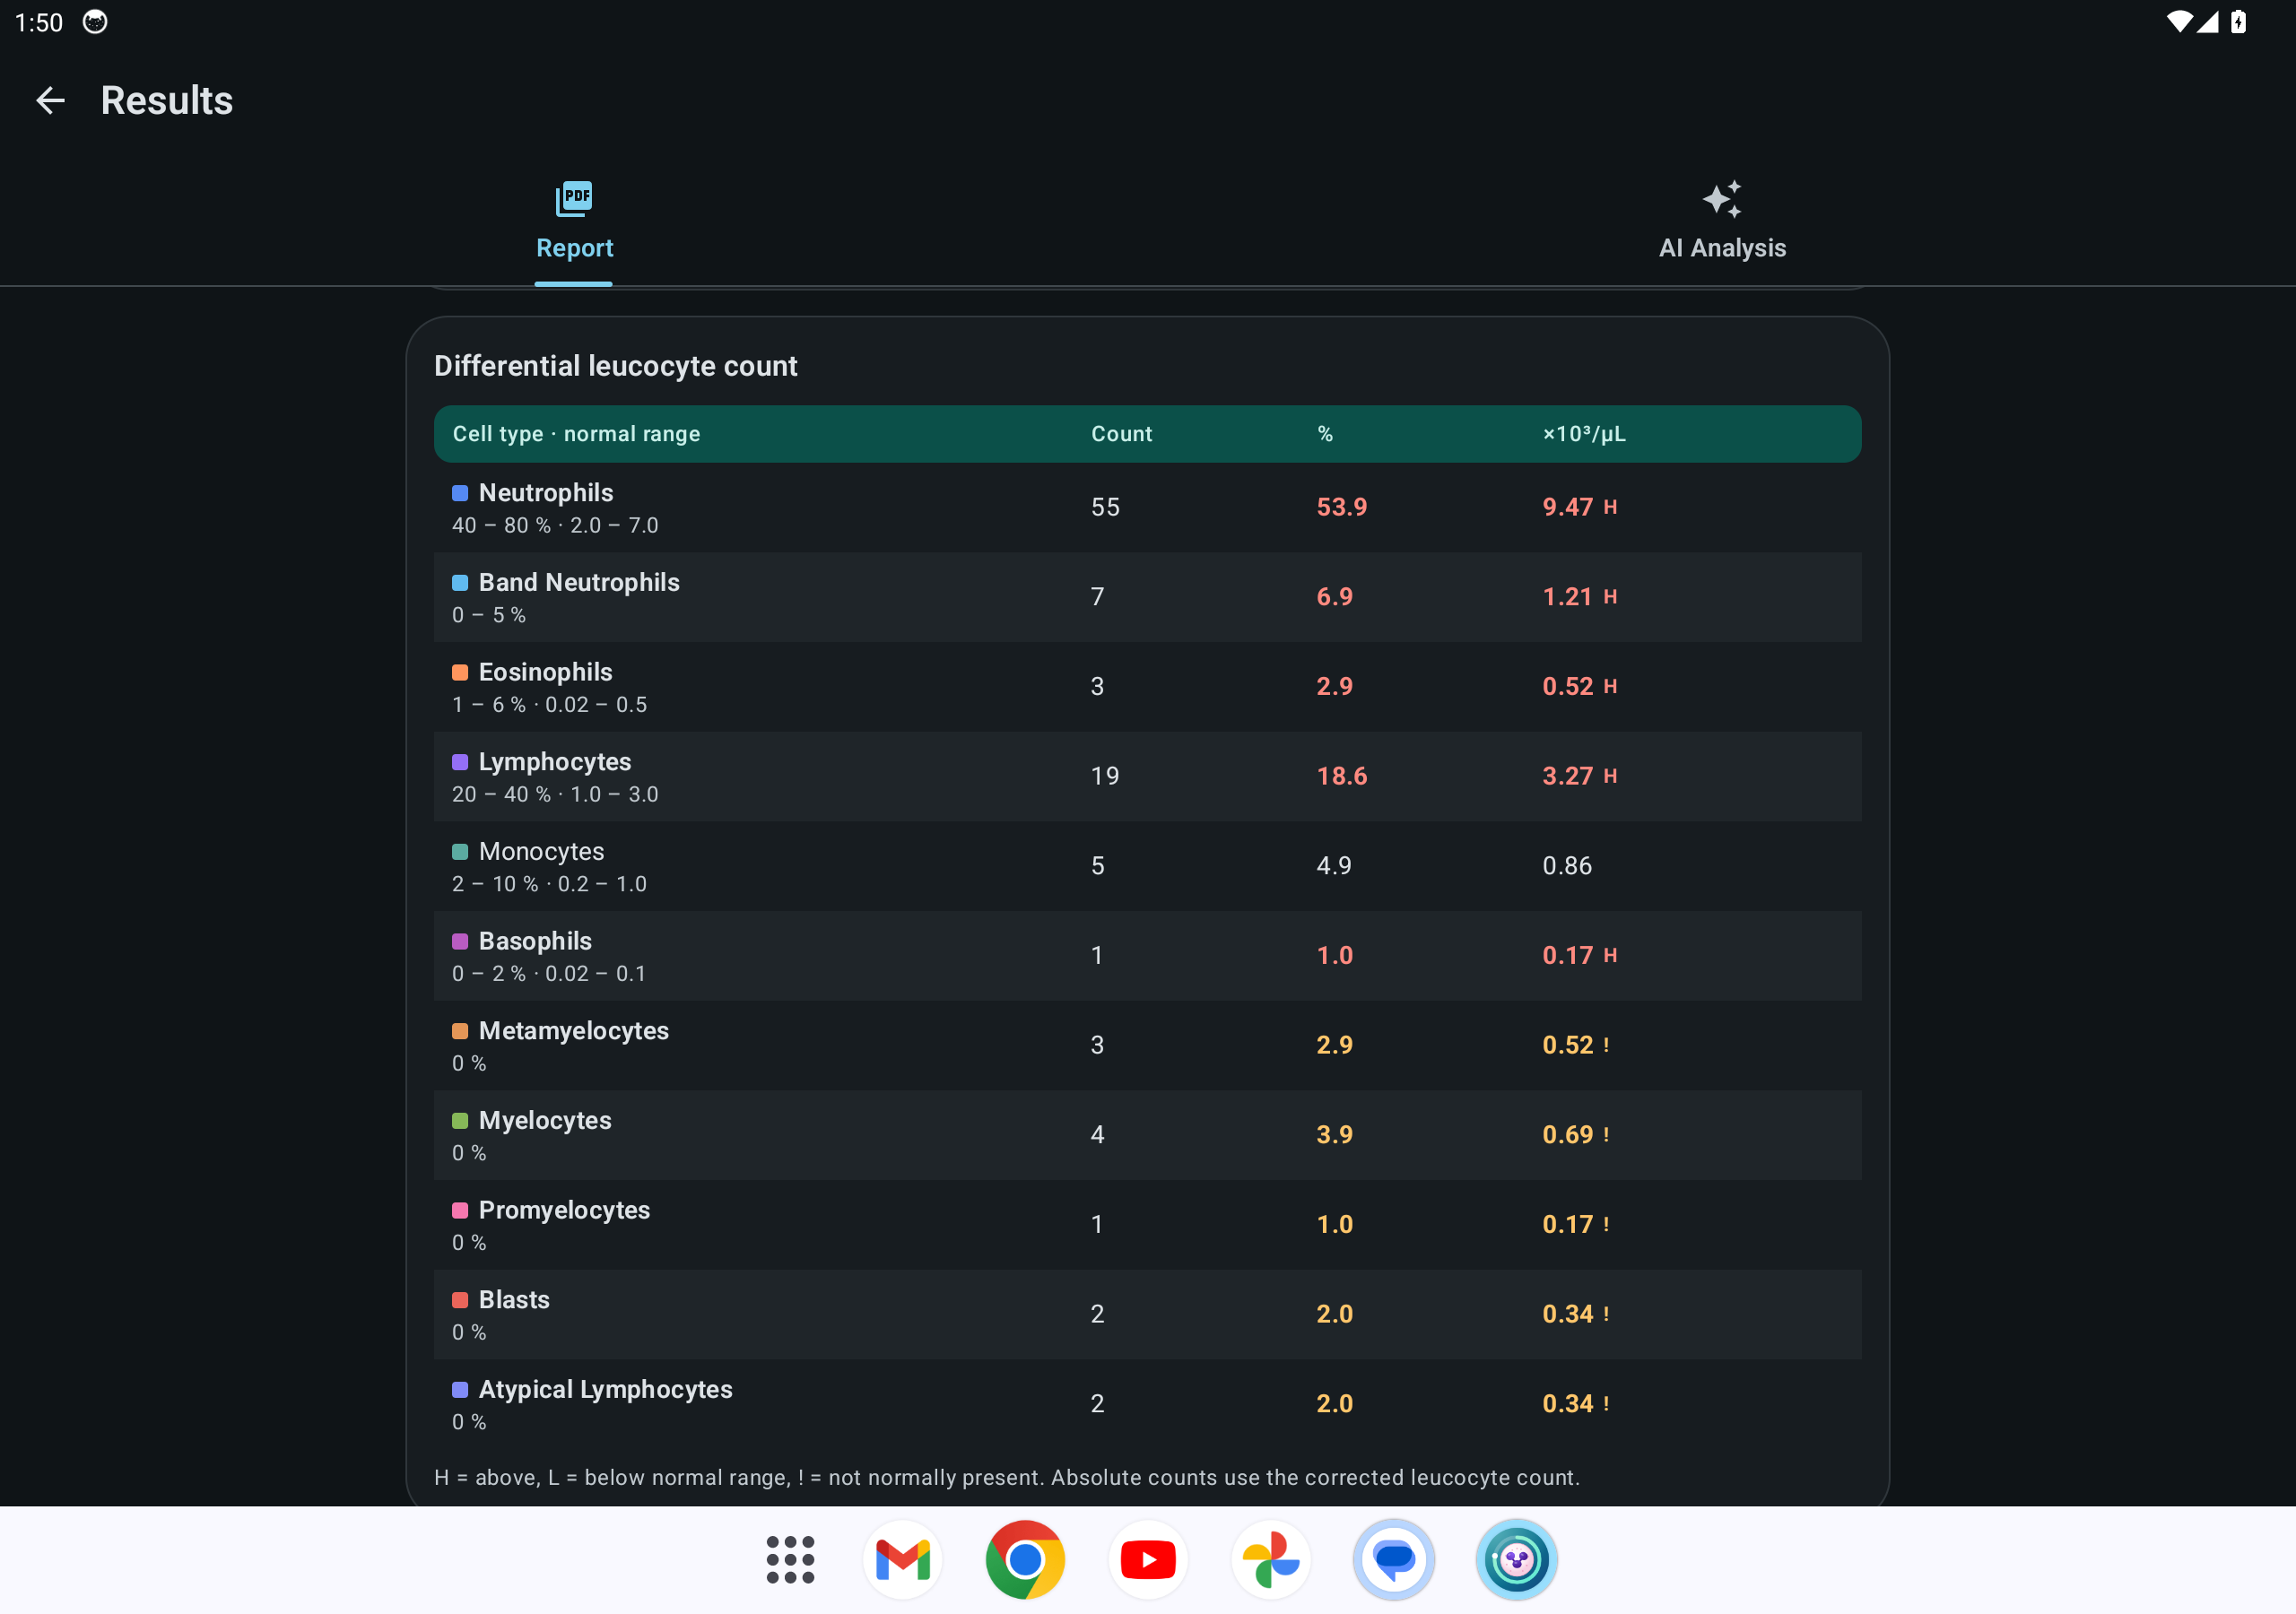 1:50
Results
PDF
Report
AI Analysis
Differential leucocyte count
Cell type · normal range Count % ×10³/µL
Neutrophils
40 – 80 % · 2.0 – 7.0
55 53.9 9.47 H
Band Neutrophils
0 – 5 %
7 6.9 1.21 H
Eosinophils
1 – 6 % · 0.02 – 0.5
3 2.9 0.52 H
Lymphocytes
20 – 40 % · 1.0 – 3.0
19 18.6 3.27 H
Monocytes
2 – 10 % · 0.2 – 1.0
5 4.9 0.86
Basophils
0 – 2 % · 0.02 – 0.1
1 1.0 0.17 H
Metamyelocytes
0 %
3 2.9 0.52 !
Myelocytes
0 %
4 3.9 0.69 !
Promyelocytes
0 %
1 1.0 0.17 !
Blasts
0 %
2 2.0 0.34 !
Atypical Lymphocytes
0 %
2 2.0 0.34 !
H = above, L = below normal range, ! = not normally present. Absolute counts use the corrected leucocyte count.